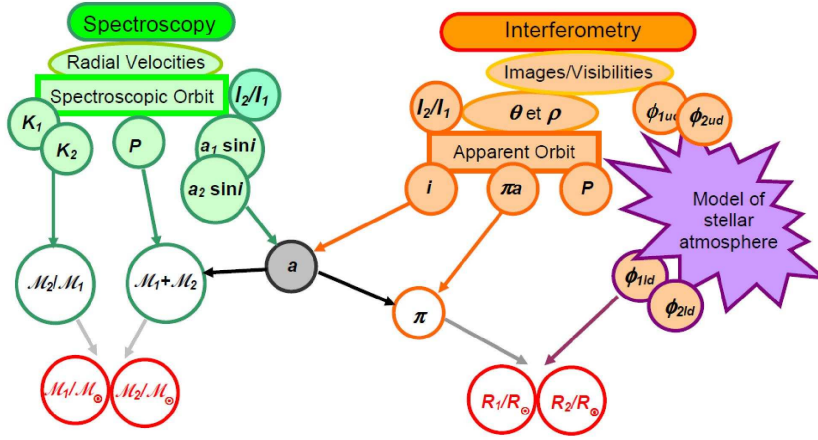 Spectroscopy
Radial Velocities
Spectroscopic Orbit
I2/I1
K1
K2
P
a1 sini
a2 sini
Interferometry
Images/Visibilities
I2/I1
θ et ρ
ϕ1ud
ϕ2ud
Apparent Orbit
i
πa
P
Model of
stellar
atmosphere
a
ℳ2/ℳ1
ℳ1+ℳ2
π
ϕ1ld
ϕ2ld
ℳ1/ℳ⊙
ℳ2/ℳ⊙
R1/R⊙
R2/R⊙